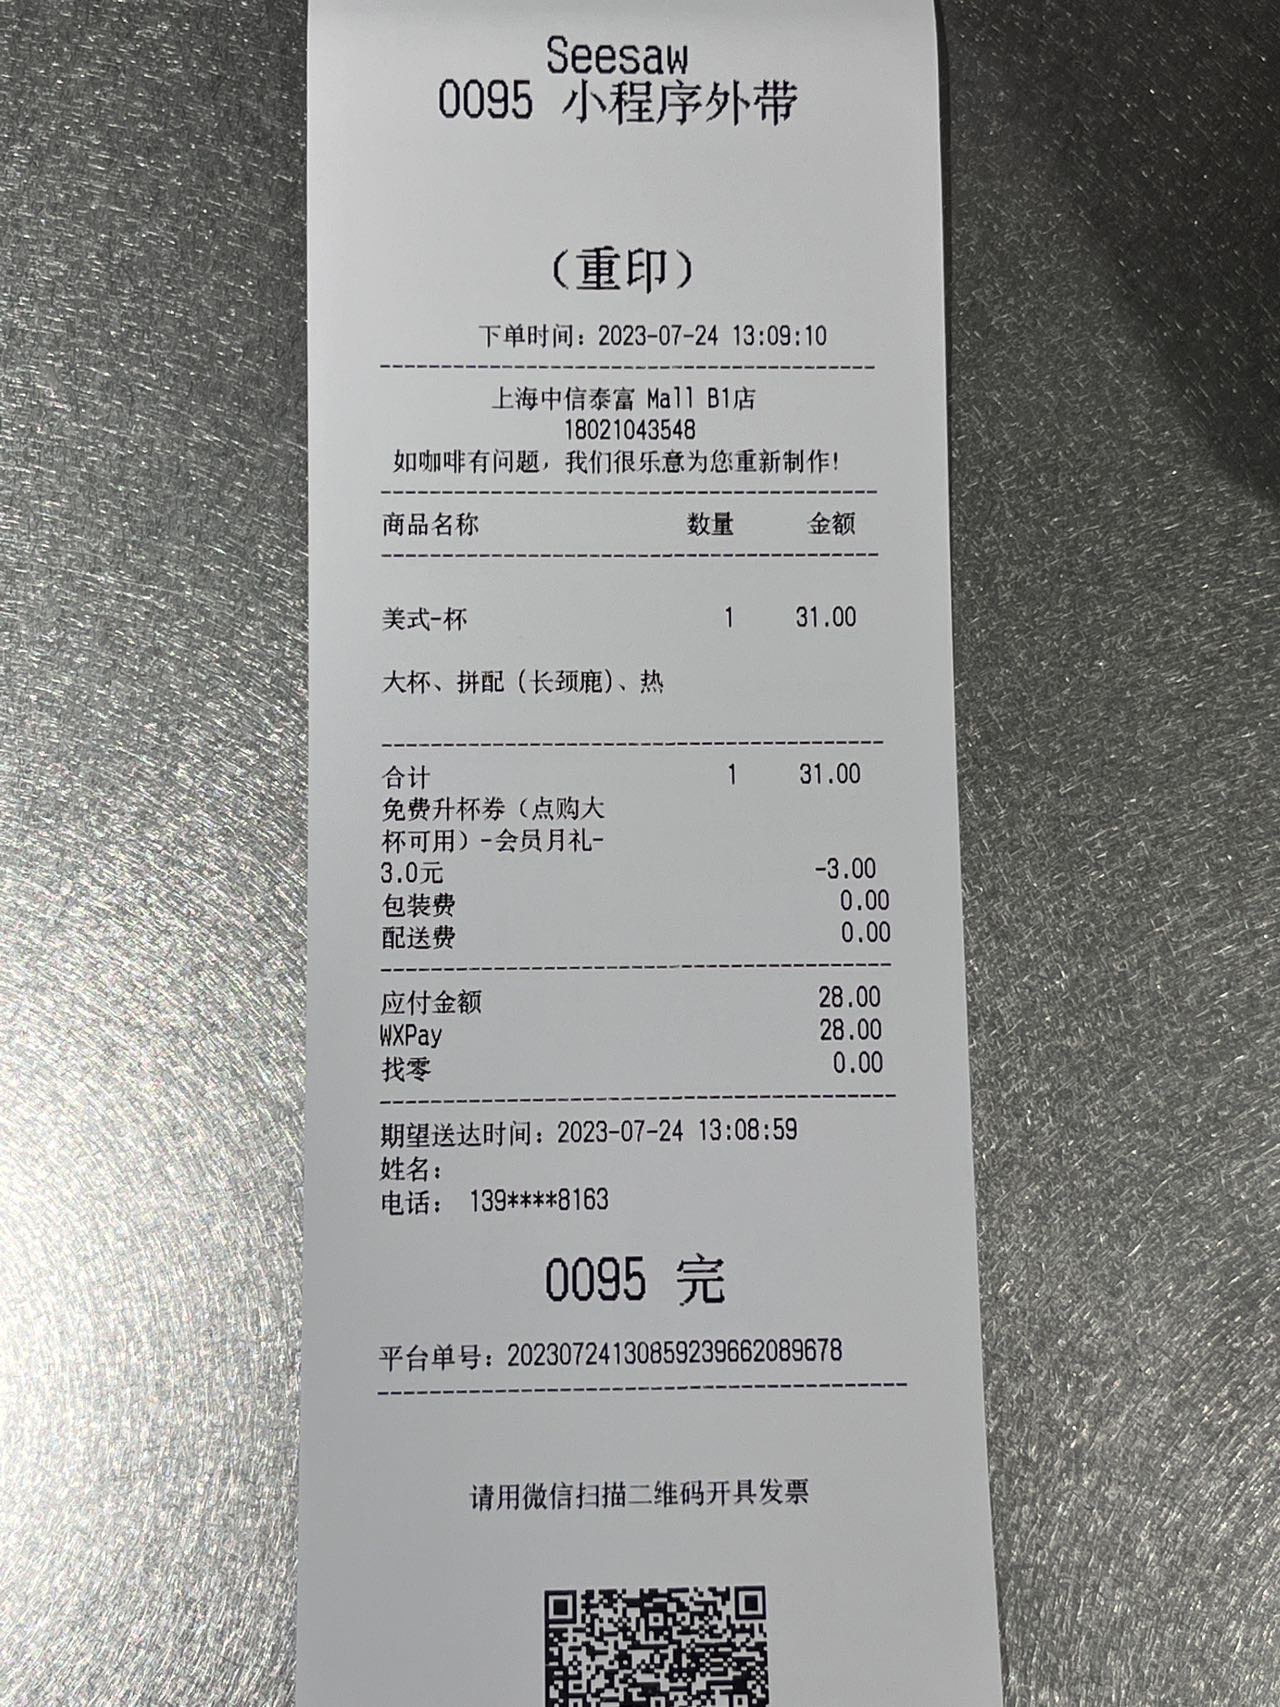 Seesaw
0095 小程序外带
（重印）
下单时间：2023-07-24 13:09:10
上海中信泰富 Mall B1店
18021043548
如咖啡有问题，我们很乐意为您重新制作！
商品名称 数量 金额
美式-杯 1 31.00
大杯、拼配（长颈鹿）、热
合计 1 31.00
免费升杯券（点购大
杯可用）-会员月礼-
3.0元 -3.00
包装费 0.00
配送费 0.00
应付金额 28.00
WXPay 28.00
找零 0.00
期望送达时间：2023-07-24 13:08:59
姓名：
电话： 139****8163
0095 完
平台单号：20230724130859239662089678
请用微信扫描二维码开具发票